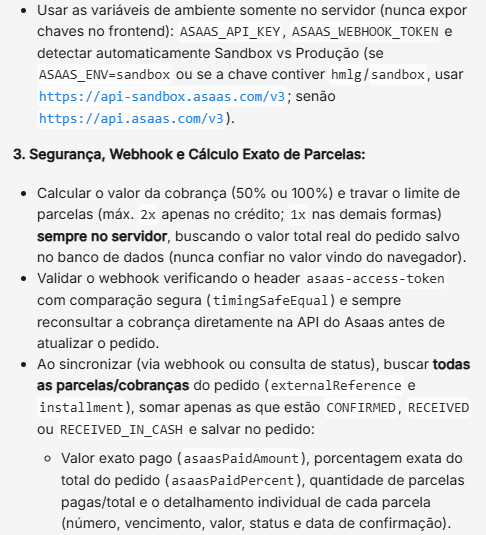 • Usar as variáveis de ambiente somente no servidor (nunca expor
chaves no frontend): ASAAS_API_KEY, ASAAS_WEBHOOK_TOKEN e
detectar automaticamente Sandbox vs Produção (se
ASAAS_ENV=sandbox ou se a chave contiver hmlg/sandbox, usar
https://api-sandbox.asaas.com/v3; senão
https://api.asaas.com/v3).
3. Segurança, Webhook e Cálculo Exato de Parcelas:
• Calcular o valor da cobrança (50% ou 100%) e travar o limite de
parcelas (máx. 2x apenas no crédito; 1x nas demais formas)
sempre no servidor, buscando o valor total real do pedido salvo
no banco de dados (nunca confiar no valor vindo do navegador).
• Validar o webhook verificando o header asaas-access-token
com comparação segura (timingSafeEqual) e sempre
reconsultar a cobrança diretamente na API do Asaas antes de
atualizar o pedido.
• Ao sincronizar (via webhook ou consulta de status), buscar todas
as parcelas/cobranças do pedido (externalReference e
installment), somar apenas as que estão CONFIRMED, RECEIVED
ou RECEIVED_IN_CASH e salvar no pedido:
◦ Valor exato pago (asaasPaidAmount), porcentagem exata do
total do pedido (asaasPaidPercent), quantidade de parcelas
pagas/total e o detalhamento individual de cada parcela
(número, vencimento, valor, status e data de confirmação).